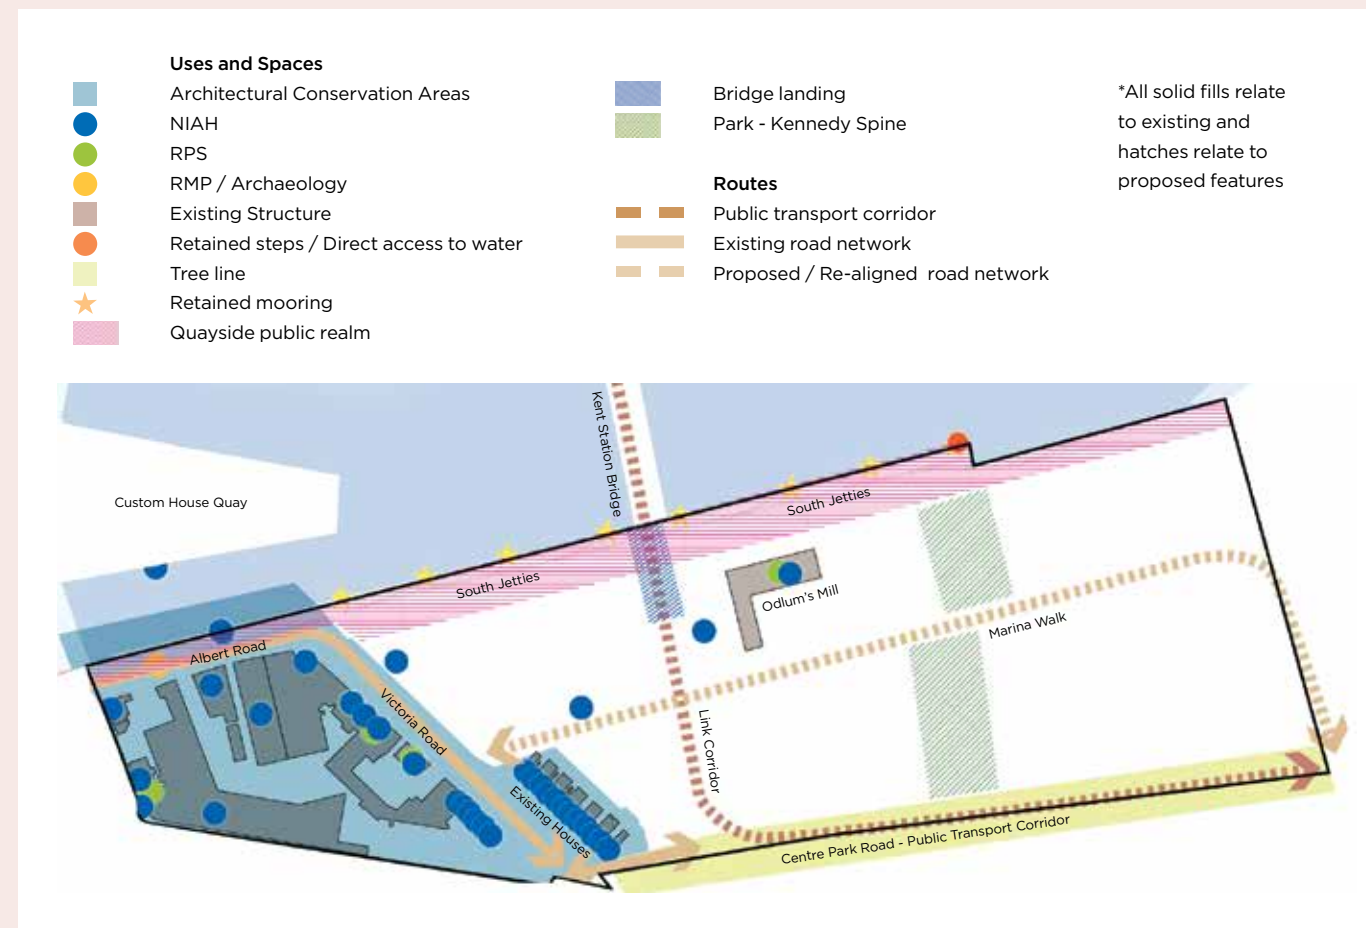 Uses and Spaces
Architectural Conservation Areas
NIAH
RPS
RMP / Archaeology
Existing Structure
Retained steps / Direct access to water
Tree line
Retained mooring
Quayside public realm
Bridge landing
Park - Kennedy Spine
Routes
Public transport corridor
Existing road network
Proposed / Re-aligned road network
*All solid fills relate
to existing and
hatches relate to
proposed features
Kent Station Bridge
Custom House Quay
South Jetties
South Jetties
Odlum's Mill
Marina Walk
Albert Road
Victoria Road
Link Corridor
Existing Houses
Centre Park Road - Public Transport Corridor